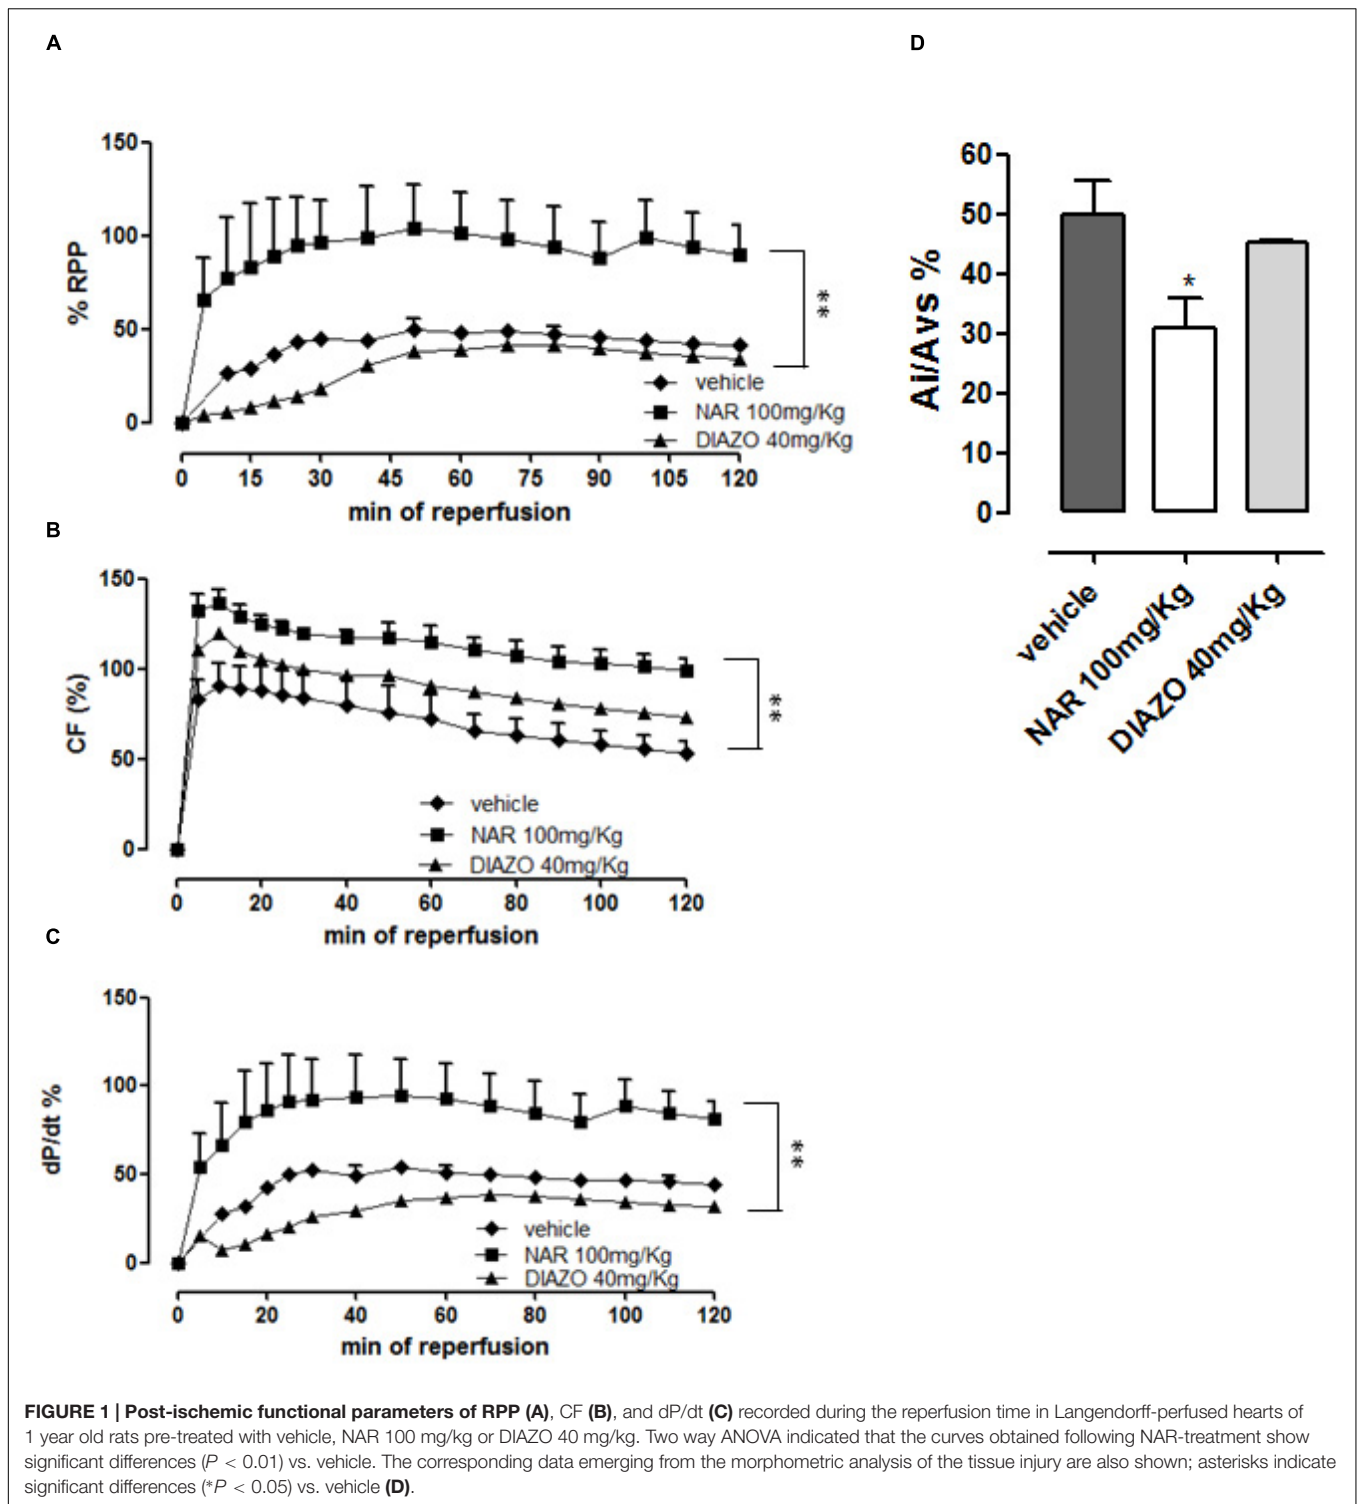 A
150
100
50
0
% RPP
**
vehicle
NAR 100mg/Kg
DIAZO 40mg/Kg
0 15 30 45 60 75 90 105 120
min of reperfusion
B
150
100
50
0
CF (%)
**
vehicle
NAR 100mg/Kg
DIAZO 40mg/Kg
0 20 40 60 80 100 120
min of reperfusion
C
150
100
50
0
dP/dt %
**
vehicle
NAR 100mg/Kg
DIAZO 40mg/Kg
0 20 40 60 80 100 120
min of reperfusion
D
60
50
40
30
20
10
0
Ai/Avs %
*
vehicle
NAR 100mg/Kg
DIAZO 40mg/Kg
FIGURE 1 | Post-ischemic functional parameters of RPP (A), CF (B), and dP/dt (C) recorded during the reperfusion time in Langendorff-perfused hearts of
1 year old rats pre-treated with vehicle, NAR 100 mg/kg or DIAZO 40 mg/kg. Two way ANOVA indicated that the curves obtained following NAR-treatment show
significant differences (P < 0.01) vs. vehicle. The corresponding data emerging from the morphometric analysis of the tissue injury are also shown; asterisks indicate
significant differences (*P < 0.05) vs. vehicle (D).